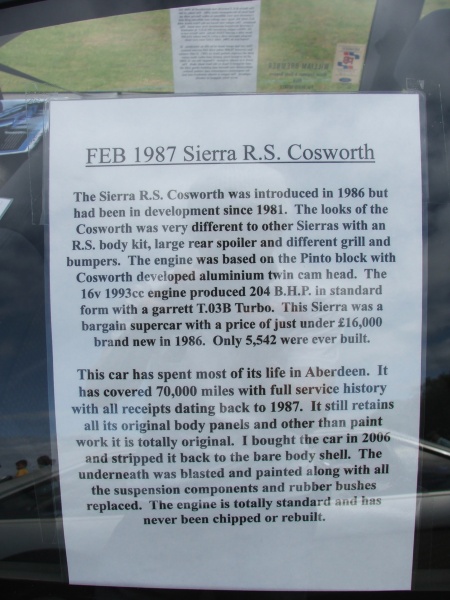 FEB 1987 Sierra R.S. Cosworth
The Sierra R.S. Cosworth was introduced in 1986 but
had been in development since 1981. The looks of the
Cosworth was very different to other Sierras with an
R.S. body kit, large rear spoiler and different grill and
bumpers. The engine was based on the Pinto block with
Cosworth developed aluminium twin cam head. The
16v 1993cc engine produced 204 B.H.P. in standard
form with a garrett T.03B Turbo. This Sierra was a
bargain supercar with a price of just under £16,000
brand new in 1986. Only 5,542 were ever built.
This car has spent most of its life in Aberdeen. It
has covered 70,000 miles with full service history
with all receipts dating back to 1987. It still retains
all its original body panels and other than paint
work it is totally original. I bought the car in 2006
and stripped it back to the bare body shell. The
underneath was blasted and painted along with all
the suspension components and rubber bushes
replaced. The engine is totally standard and has
never been chipped or rebuilt.